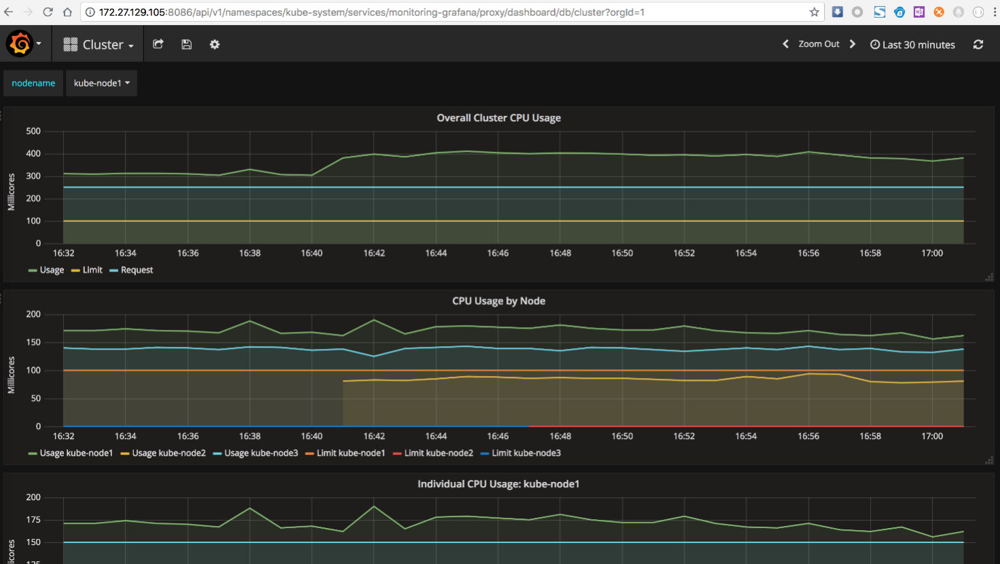 172.27.129.105:8086/api/v1/namespaces/kube-system/services/monitoring-grafana/proxy/dashboard/db/cluster?orgId=1
Cluster
Zoom Out
Last 30 minutes
nodename
kube-node1
Overall Cluster CPU Usage
Millicores
500
400
300
200
100
0
16:32 16:34 16:36 16:38 16:40 16:42 16:44 16:46 16:48 16:50 16:52 16:54 16:56 16:58 17:00
Usage Limit Request
CPU Usage by Node
Millicores
200
150
100
50
0
16:32 16:34 16:36 16:38 16:40 16:42 16:44 16:46 16:48 16:50 16:52 16:54 16:56 16:58 17:00
Usage kube-node1 Usage kube-node2 Usage kube-node3 Limit kube-node1 Limit kube-node2 Limit kube-node3
Individual CPU Usage: kube-node1
200
175
150